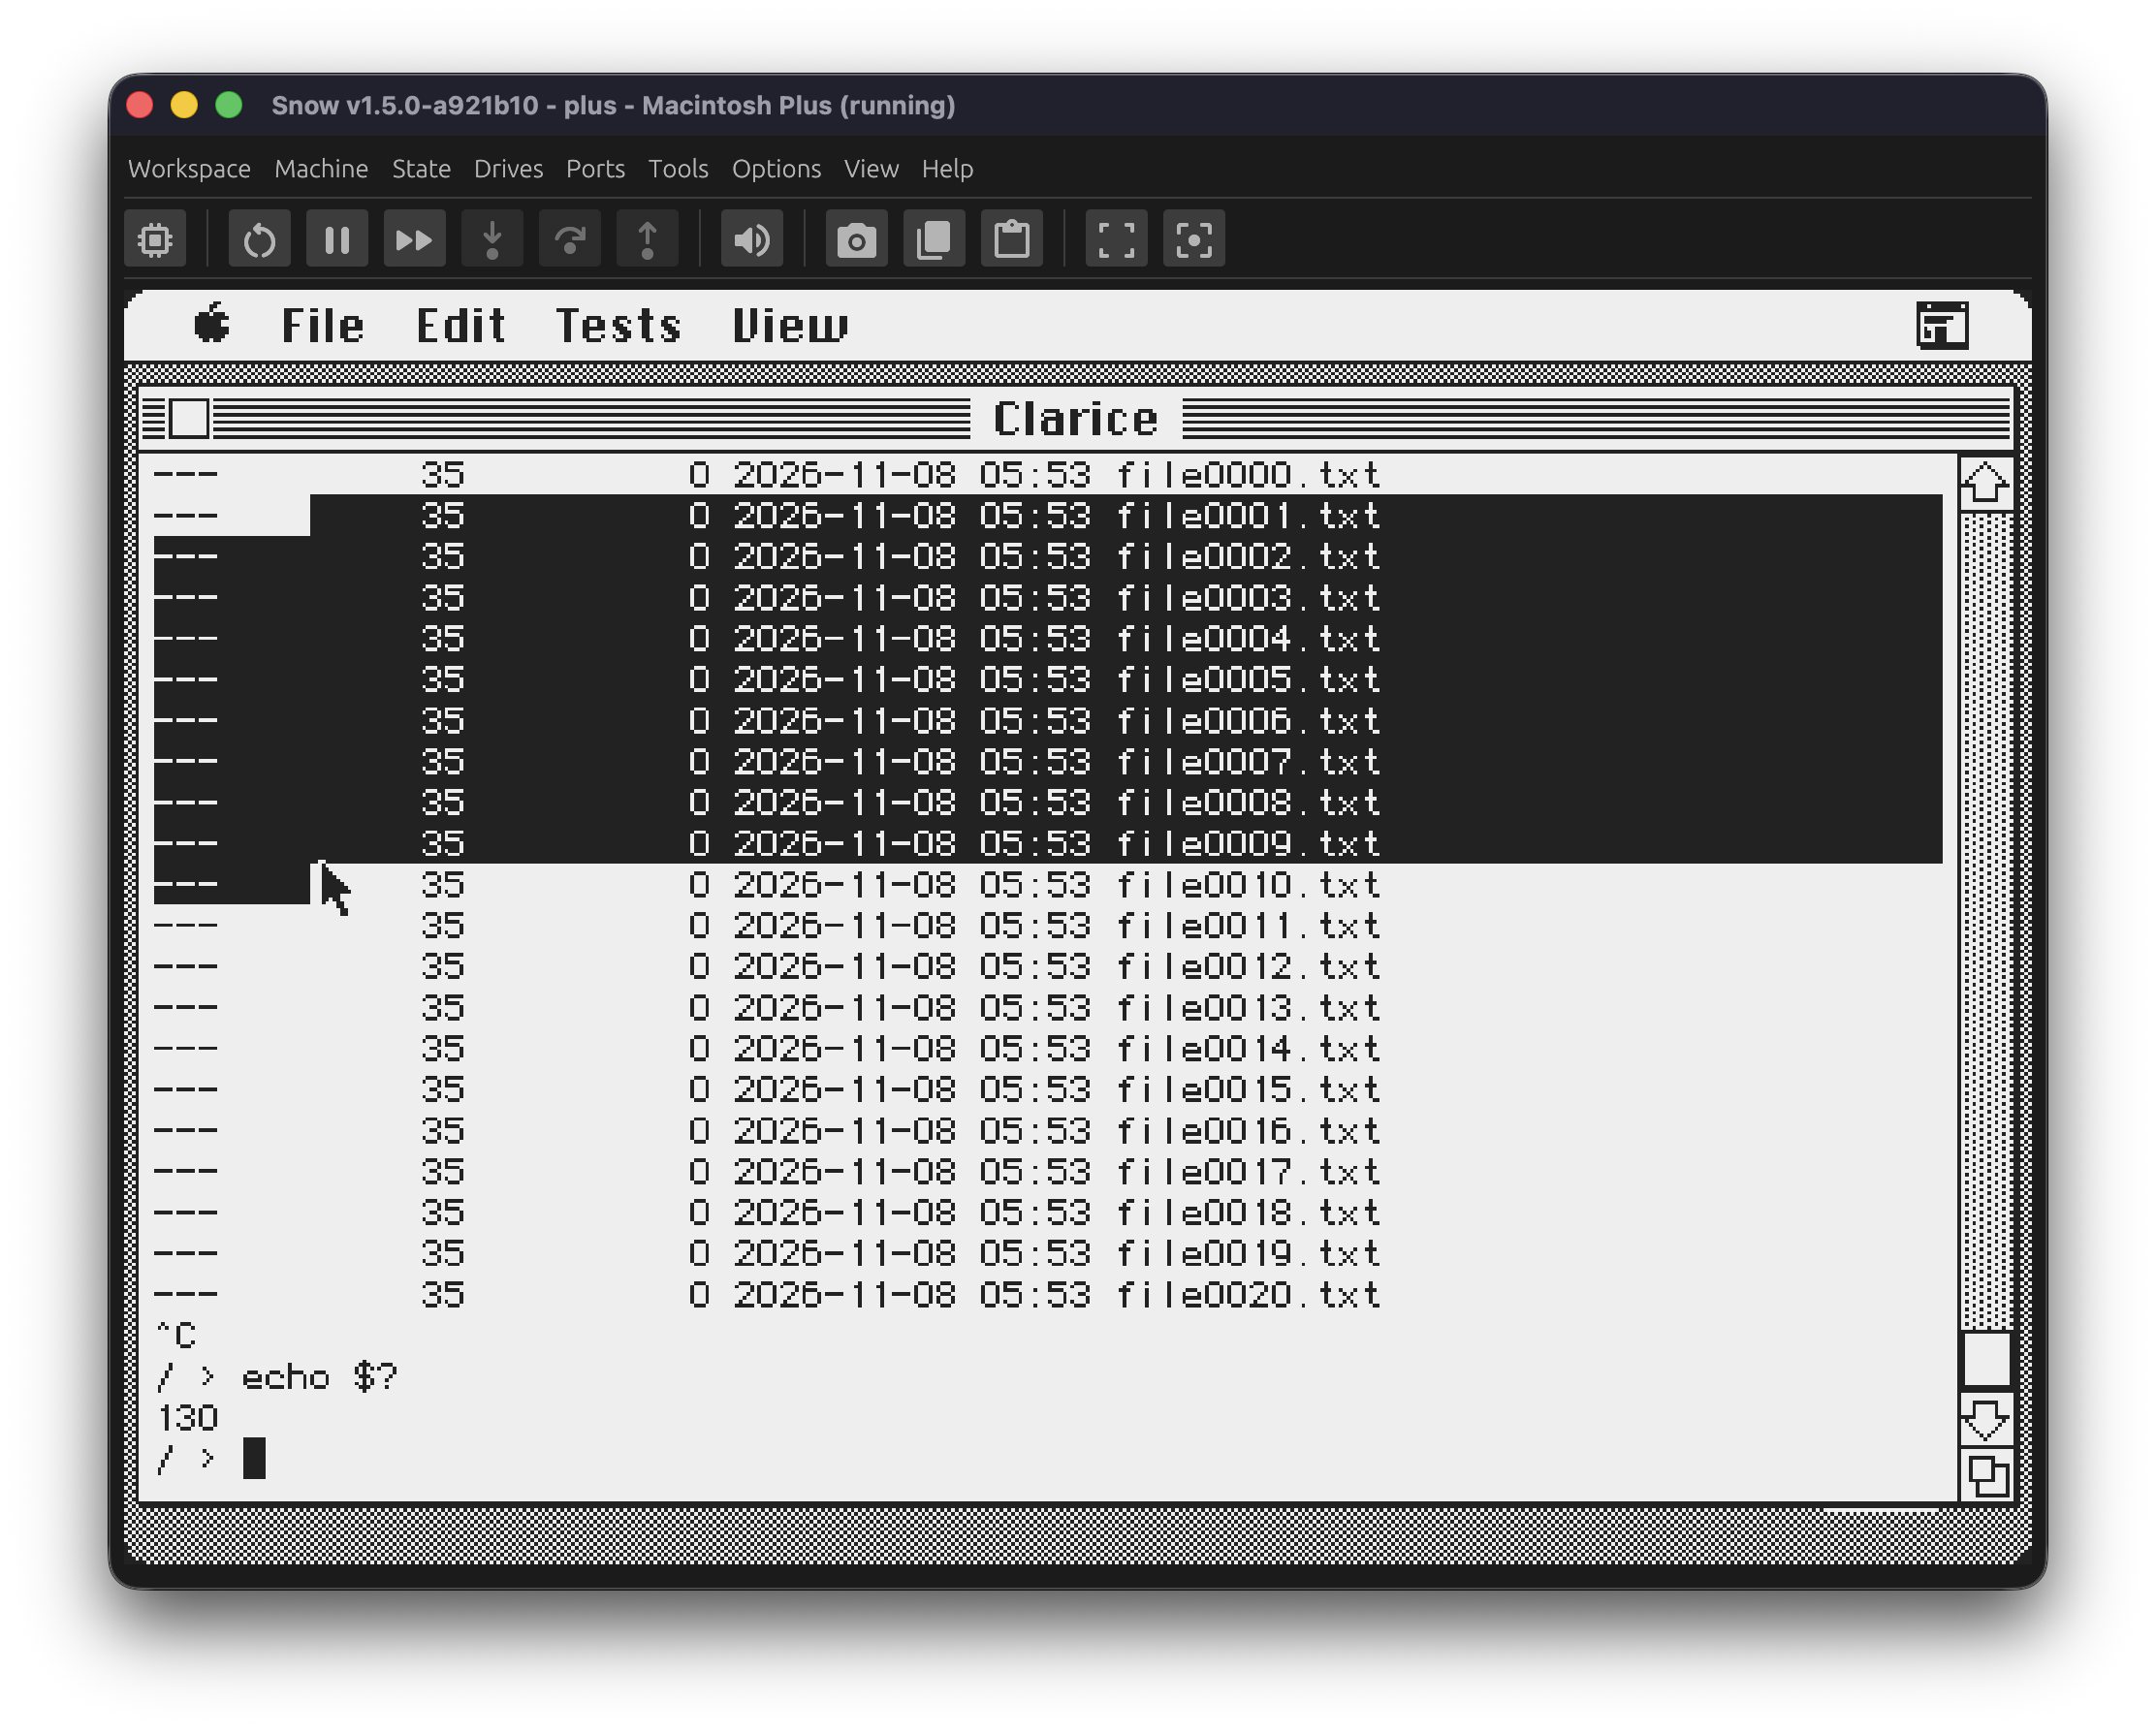 Snow v1.5.0-a921b10 - plus - Macintosh Plus (running)
Workspace Machine State Drives Ports Tools Options View Help
File Edit Tests View
Clarice
--- 35 0 2026-11-08 05:53 file0000.txt
--- 35 0 2026-11-08 05:53 file0001.txt
--- 35 0 2026-11-08 05:53 file0002.txt
--- 35 0 2026-11-08 05:53 file0003.txt
--- 35 0 2026-11-08 05:53 file0004.txt
--- 35 0 2026-11-08 05:53 file0005.txt
--- 35 0 2026-11-08 05:53 file0006.txt
--- 35 0 2026-11-08 05:53 file0007.txt
--- 35 0 2026-11-08 05:53 file0008.txt
--- 35 0 2026-11-08 05:53 file0009.txt
--- 35 0 2026-11-08 05:53 file0010.txt
--- 35 0 2026-11-08 05:53 file0011.txt
--- 35 0 2026-11-08 05:53 file0012.txt
--- 35 0 2026-11-08 05:53 file0013.txt
--- 35 0 2026-11-08 05:53 file0014.txt
--- 35 0 2026-11-08 05:53 file0015.txt
--- 35 0 2026-11-08 05:53 file0016.txt
--- 35 0 2026-11-08 05:53 file0017.txt
--- 35 0 2026-11-08 05:53 file0018.txt
--- 35 0 2026-11-08 05:53 file0019.txt
--- 35 0 2026-11-08 05:53 file0020.txt
^C
/ > echo $?
130
/ >